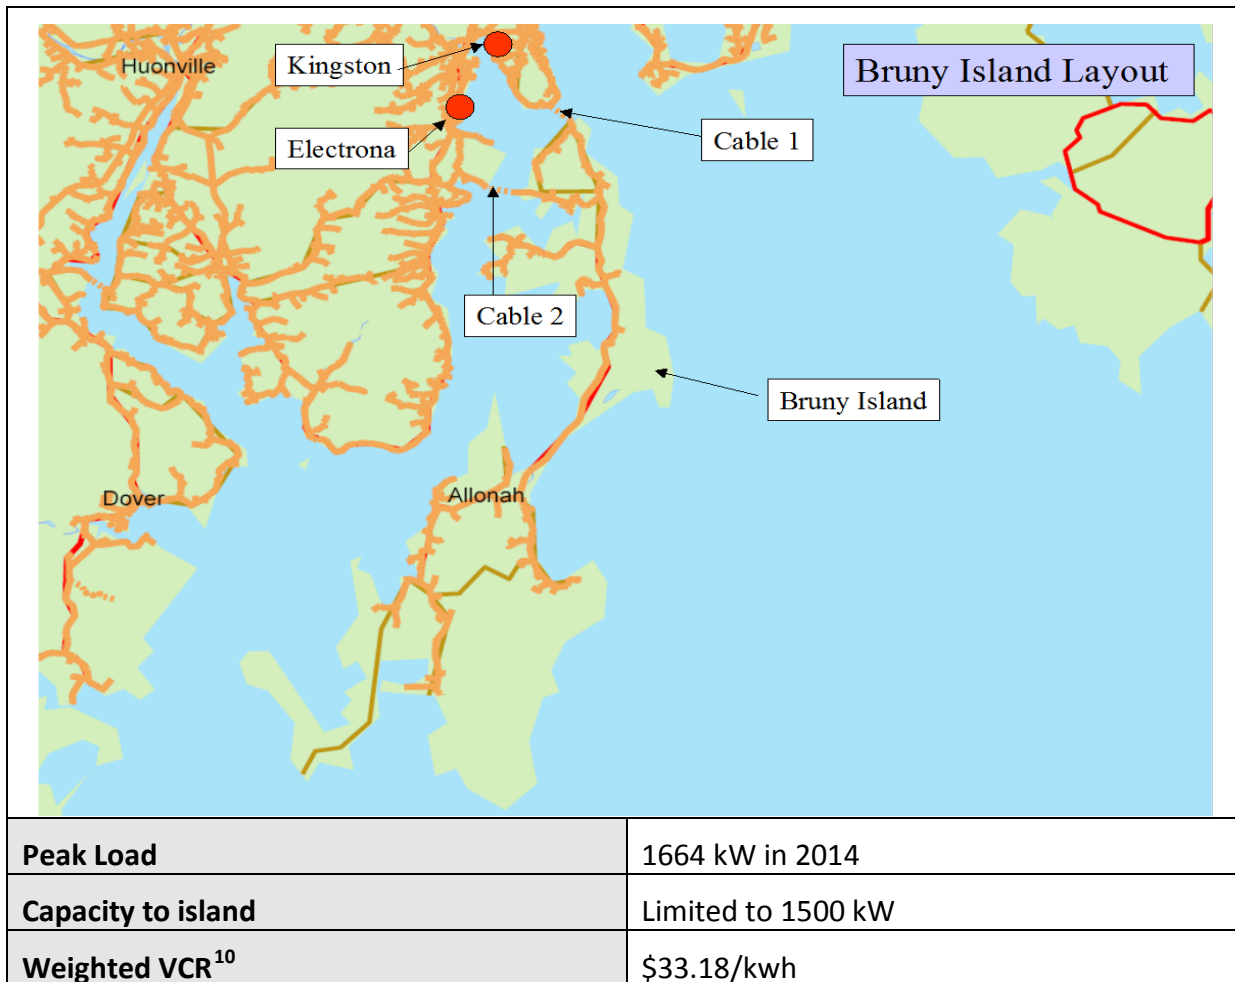 Bruny Island Layout
Huonville
Kingston
Electrona
Cable 1
Cable 2
Bruny Island
Dover
Allonah
Peak Load 1664 kW in 2014
Capacity to island Limited to 1500 kW
Weighted VCR10 $33.18/kwh